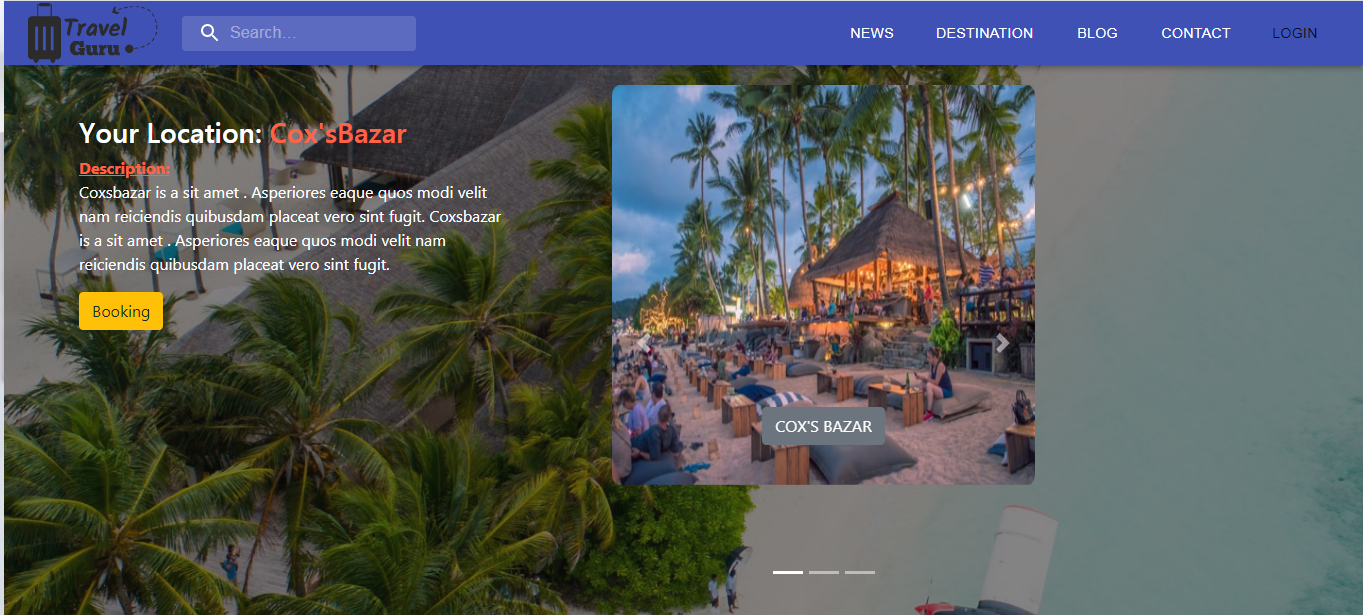 Travel
Guru
Search...
NEWS
DESTINATION
BLOG
CONTACT
LOGIN
Your Location: Cox'sBazar
Description:
Coxsbazar is a sit amet . Asperiores eaque quos modi velit
nam reiciendis quibusdam placeat vero sint fugit. Coxsbazar
is a sit amet . Asperiores eaque quos modi velit nam
reiciendis quibusdam placeat vero sint fugit.
Booking
COX'S BAZAR